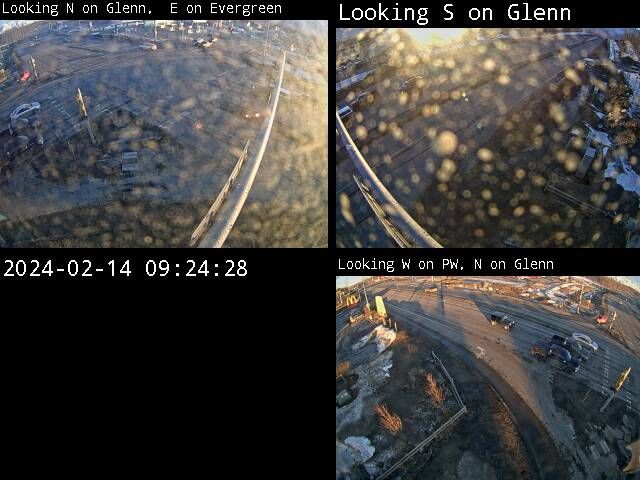 Looking N on Glenn,  E on Evergreen
Looking S on Glenn
2024-02-14 09:24:28
Looking W on PW, N on Glenn